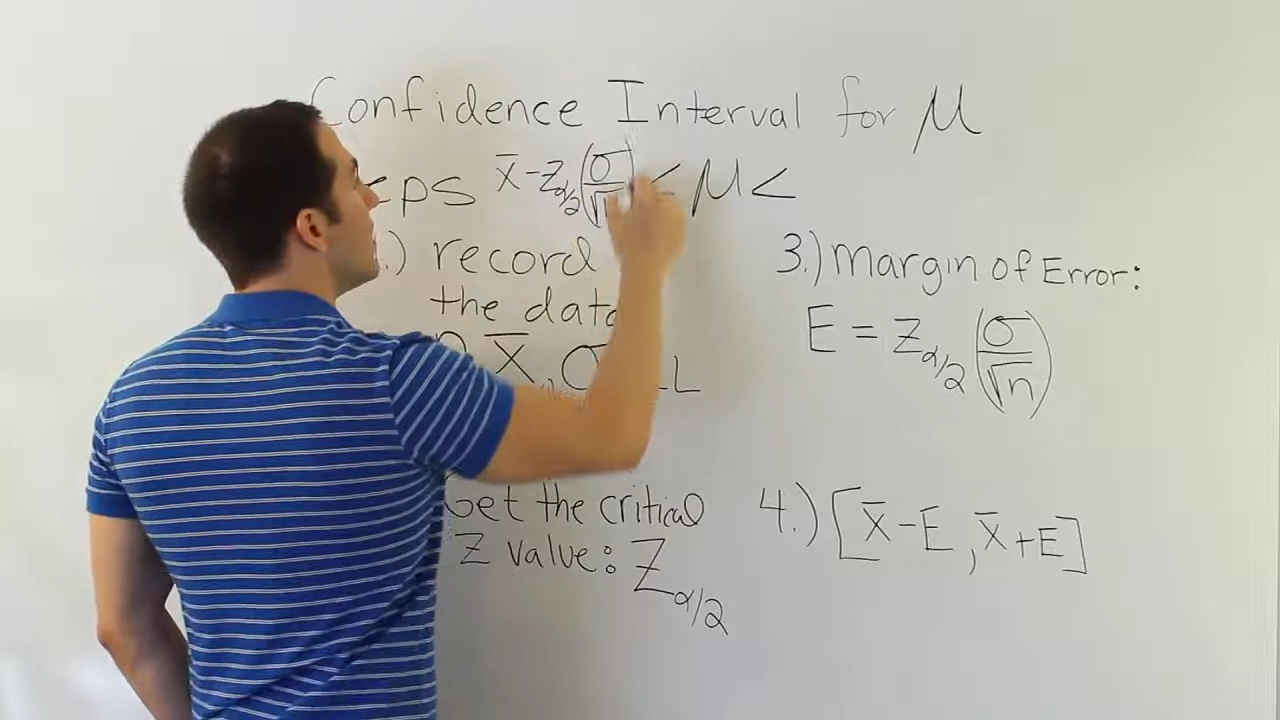 Confidence Interval for μ
eps x̄ - Z α/2 (σ/√n) < μ <
.) record
the data
n, x̄, σ, CL
Get the critical
Z value: Z α/2
3.) Margin of Error:
E = Z α/2 (σ/√n)
4.) [x̄ - E, x̄ + E]